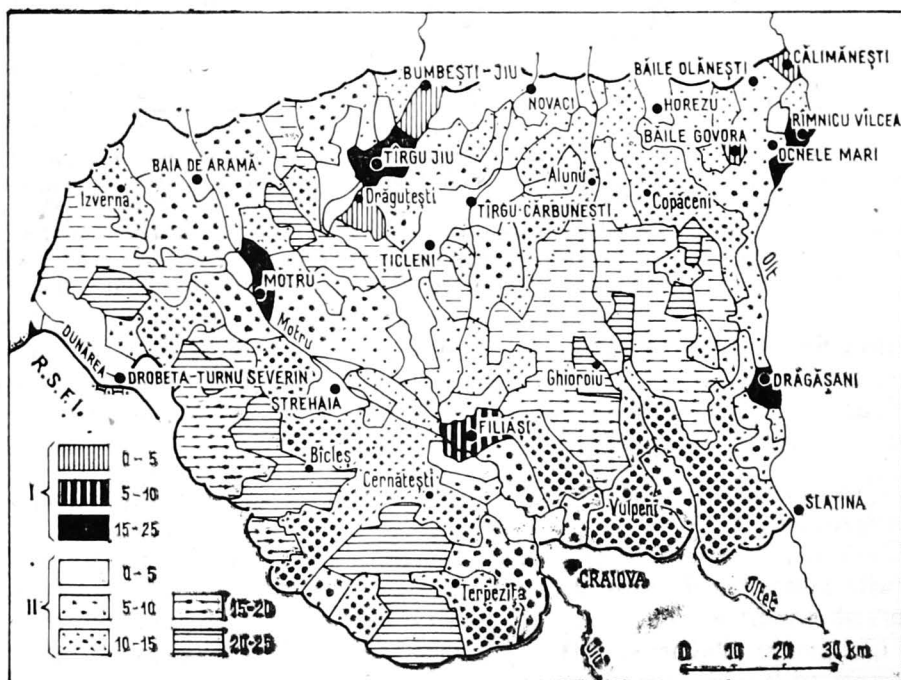 CĂLIMĂNEŞTI
BUMBEŞTI-JIU
BĂILE OLĂNEŞTI
NOVACI
HOREZU
RÎMNICU VÎLCEA
BĂILE GOVORA
OCNELE MARI
TÎRGU JIU
BAIA DE ARAMĂ
Alunu
Izverna
Drăguteşti
Copăceni
TÎRGU-CĂRBUNEŞTI
ŢICLENI
Olt
MOTRU
Motru
DUNĂREA
DROBETA-TURNU SEVERIN
Ghioroiu
DRĂGĂŞANI
R.S.F.I.
STREHAIA
FILIAŞI
I
0-5
5-10
15-25
Bîcleş
Cernăteşti
Vulpeni
SLATINA
CRAIOVA
Olteţ
Terpeziţa
Jiu
II
0-5
5-10
15-20
10-15
20-25
0 10 20 30 km